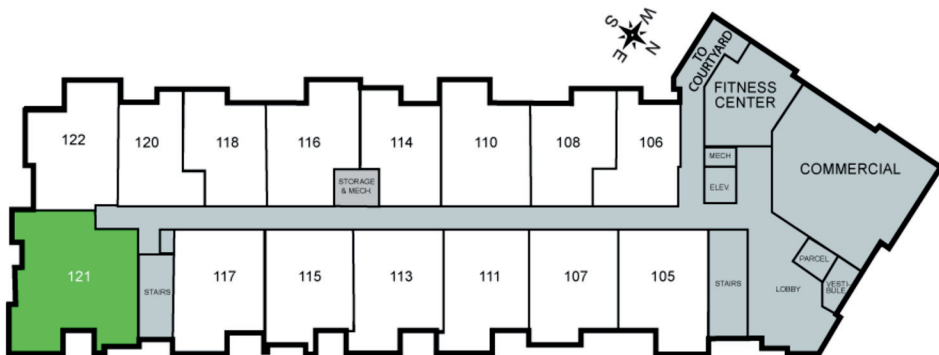 W
S
N
E
TO
COURTYARD
FITNESS
CENTER
122
120
118
116
114
110
108
106
MECH
COMMERCIAL
STORAGE
& MECH.
ELEV.
121
STAIRS
117
115
113
111
107
105
STAIRS
PARCEL
LOBBY
VESTI-
BULE